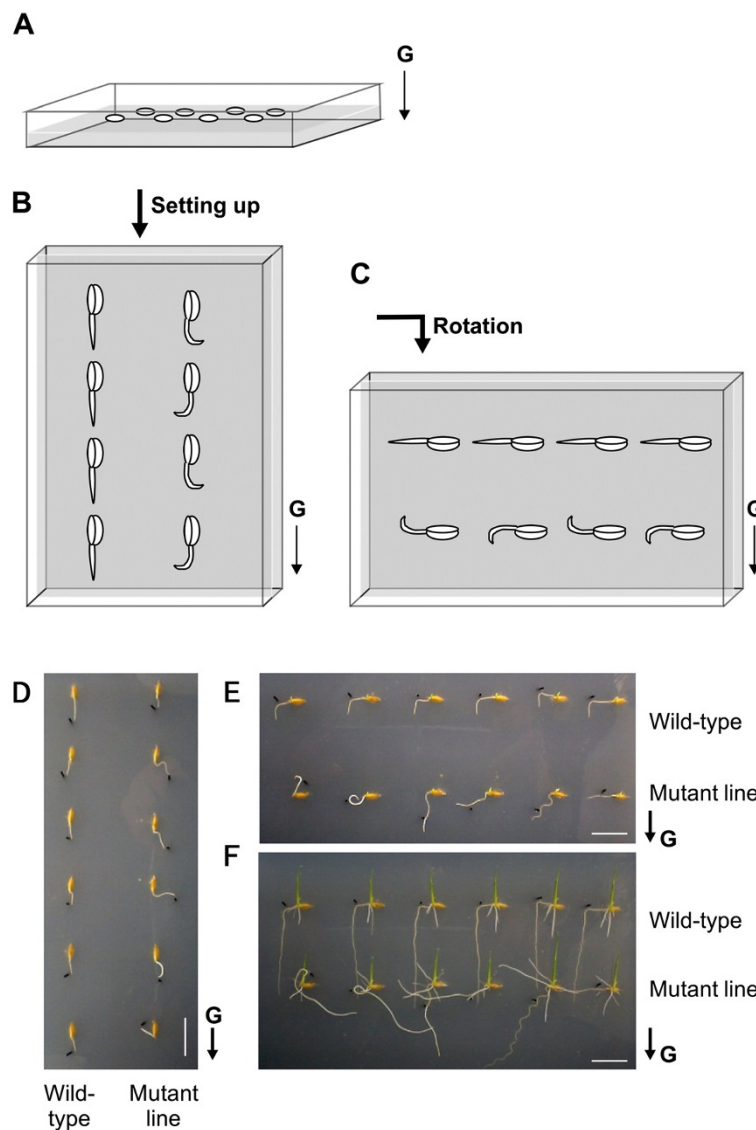 A
G
B
Setting up
C
Rotation
G
G
D
E
Wild-type
Mutant line
G
F
Wild-type
Mutant line
G
G
Wild-
type
Mutant
line